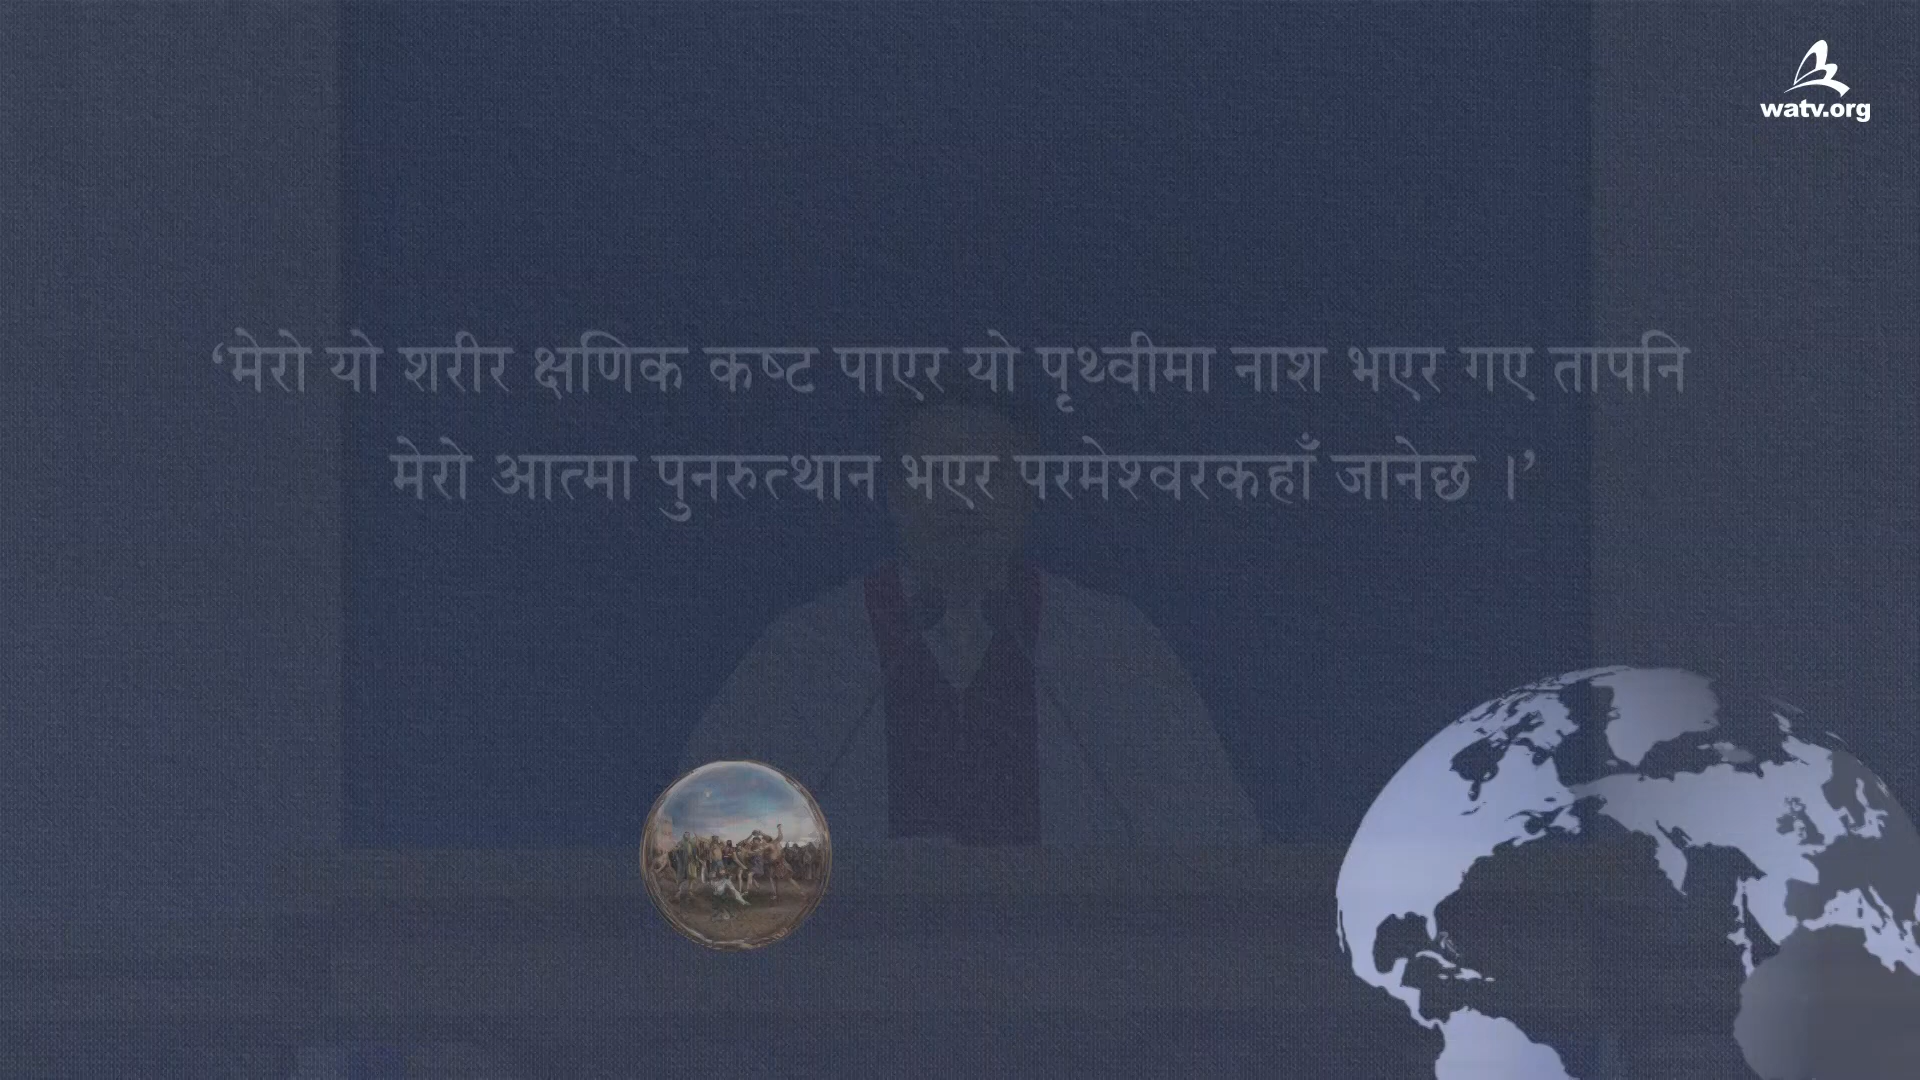 watv.org
‘मेरो यो शरीर क्षणिक कष्ट पाएर यो पृथ्वीमा नाश भएर गए तापनि
मेरो आत्मा पुनरुत्थान भएर परमेश्वरकहाँ जानेछ ।’